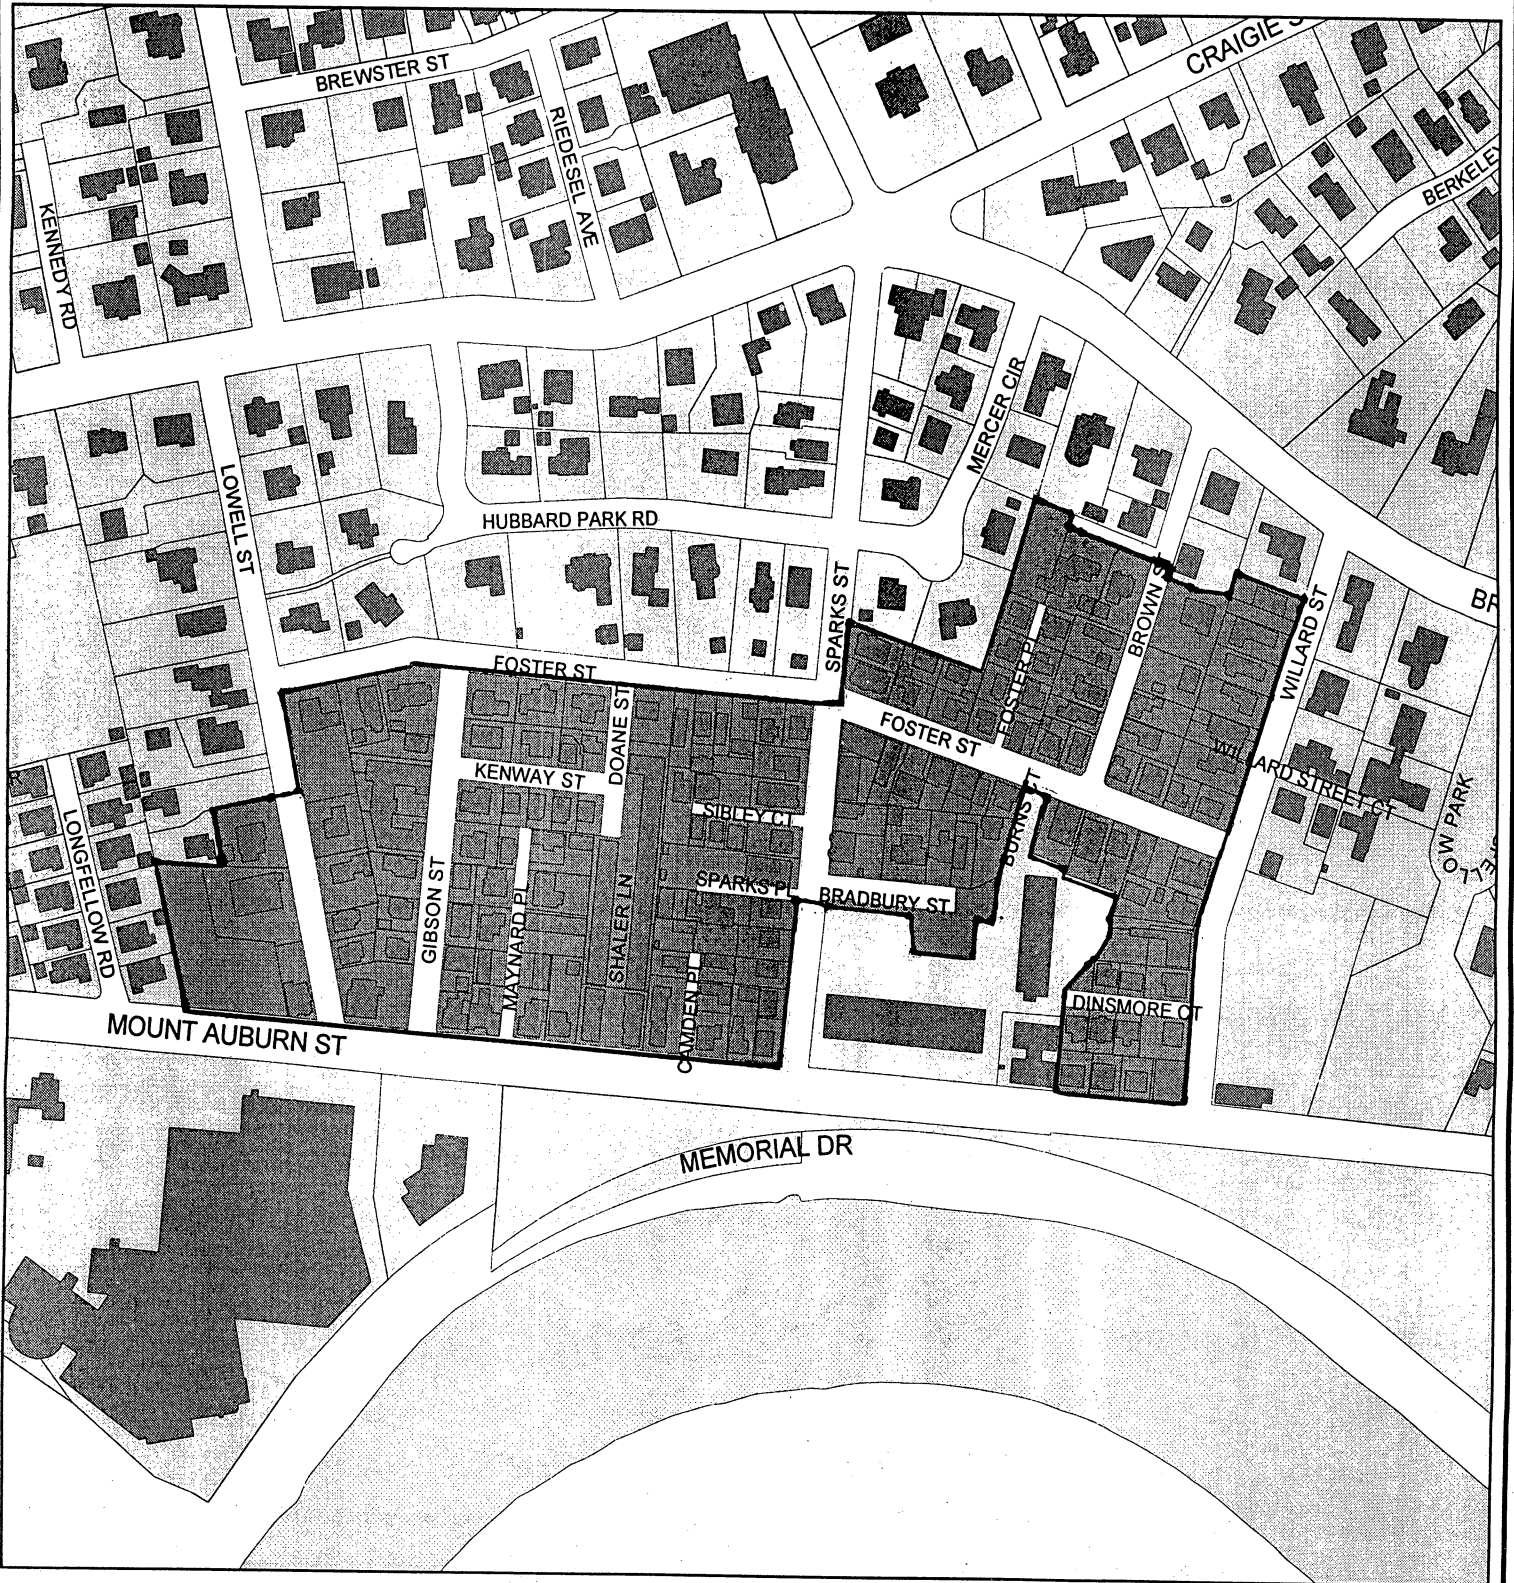 BREWSTER ST
CRAIGIE S
RIEDESEL AVE
BERKELEY
KENNEDY RD
MERCER CIR
LOWELL ST
HUBBARD PARK RD
SPARKS ST
BROWN ST
WILLARD ST
BR
FOSTER ST
FOSTER PL
DOANE ST
FOSTER ST
KENWAY ST
WILLARD STREET CT
R
LONGFELLOW RD
SIBLEY CT
BURNS CT
OW PARK
ELLO
GIBSON ST
MAYNARD PL
SHALER LN
SPARKS PL
BRADBURY ST
CAMDEN PL
DINSMORE CT
MOUNT AUBURN ST
MEMORIAL DR